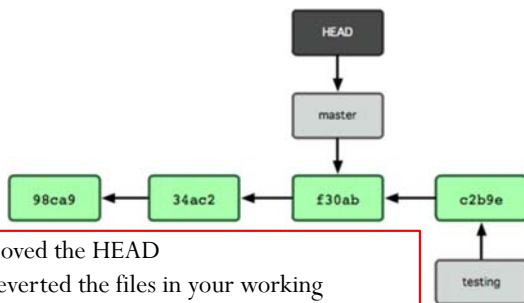 HEAD
master
98ca9 34ac2 f30ab c2b9e
oved the HEAD
everted the files in your working
testing